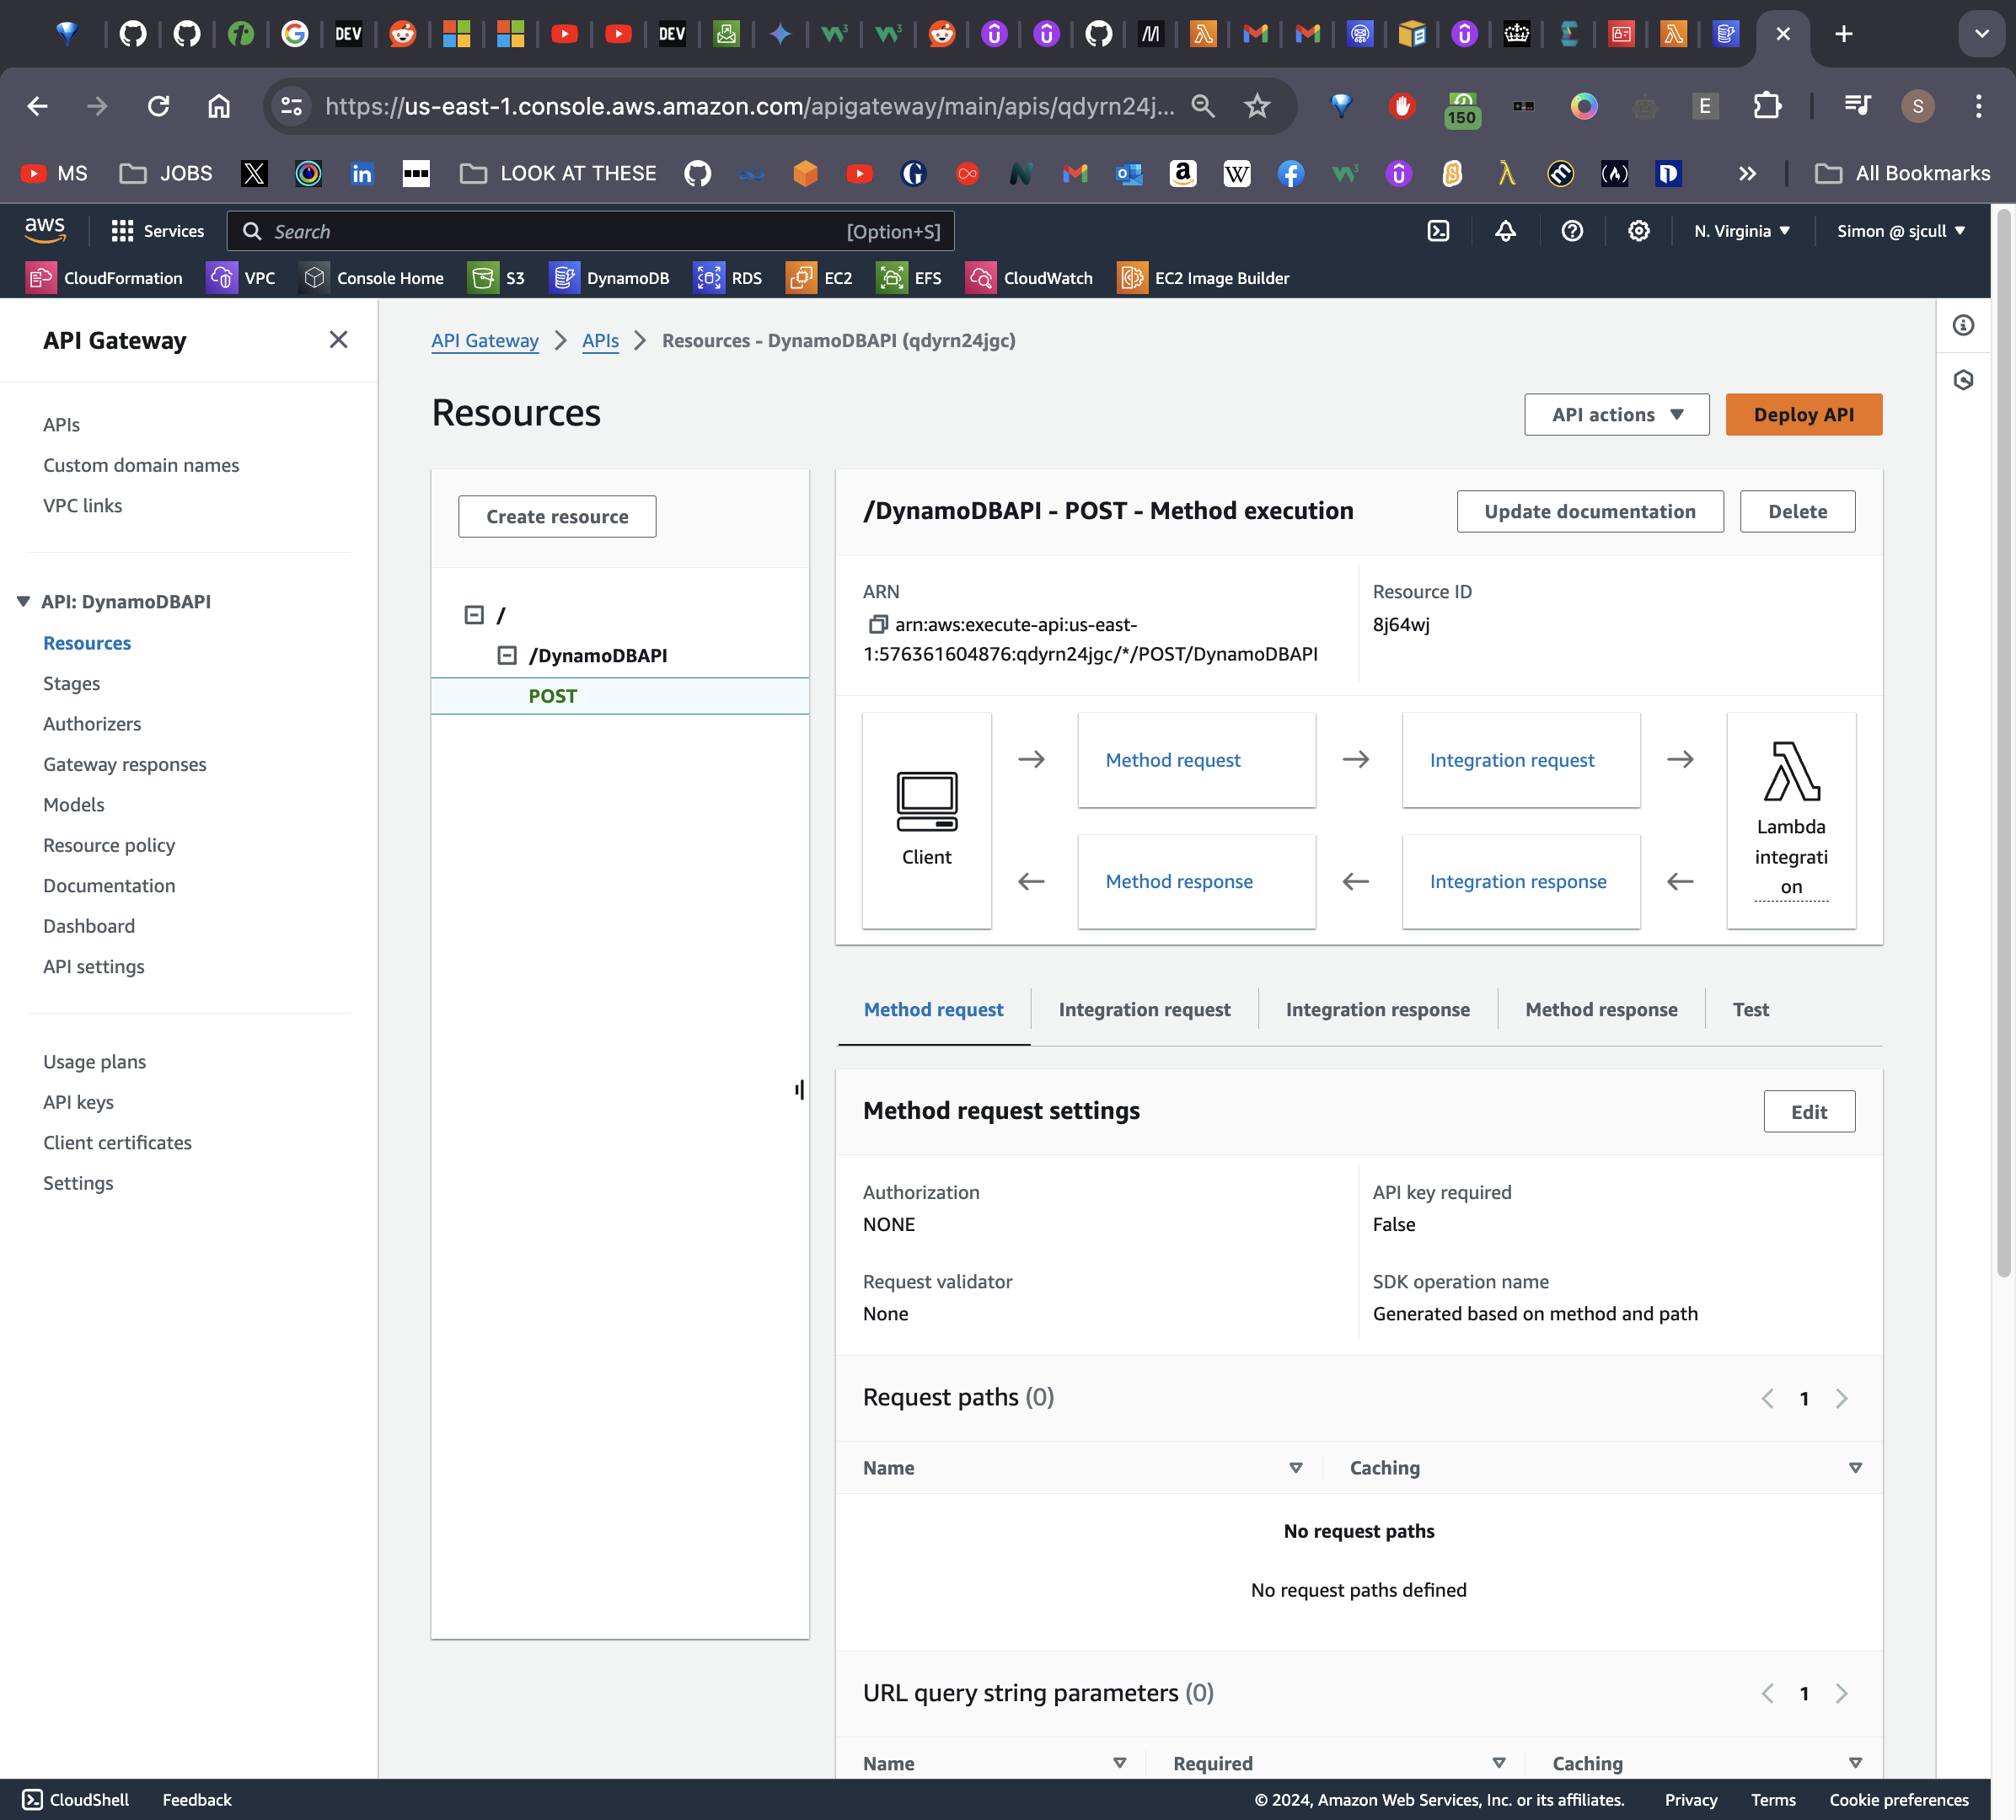 DEV
DEV
https://us-east-1.console.aws.amazon.com/apigateway/main/apis/qdyrn24j...
150
E
S
MS
JOBS
LOOK AT THESE
All Bookmarks
aws
Services
Search
[Option+S]
N. Virginia
Simon @ sjcull
CloudFormation
VPC
Console Home
S3
DynamoDB
RDS
EC2
EFS
CloudWatch
EC2 Image Builder
API Gateway
APIs
Custom domain names
VPC links
API: DynamoDBAPI
Resources
Stages
Authorizers
Gateway responses
Models
Resource policy
Documentation
Dashboard
API settings
Usage plans
API keys
Client certificates
Settings
API Gateway > APIs > Resources - DynamoDBAPI (qdyrn24jgc)
Resources
API actions
Deploy API
Create resource
/
/DynamoDBAPI
POST
/DynamoDBAPI - POST - Method execution
Update documentation
Delete
ARN
arn:aws:execute-api:us-east-
1:576361604876:qdyrn24jgc/*/POST/DynamoDBAPI
Resource ID
8j64wj
Client
Method request
Integration request
Method response
Integration response
Lambda
integrati
on
Method request
Integration request
Integration response
Method response
Test
Method request settings
Edit
Authorization
NONE
API key required
False
Request validator
None
SDK operation name
Generated based on method and path
Request paths (0)
1
Name
Caching
No request paths
No request paths defined
URL query string parameters (0)
1
Name
Required
Caching
CloudShell
Feedback
© 2024, Amazon Web Services, Inc. or its affiliates.
Privacy
Terms
Cookie preferences